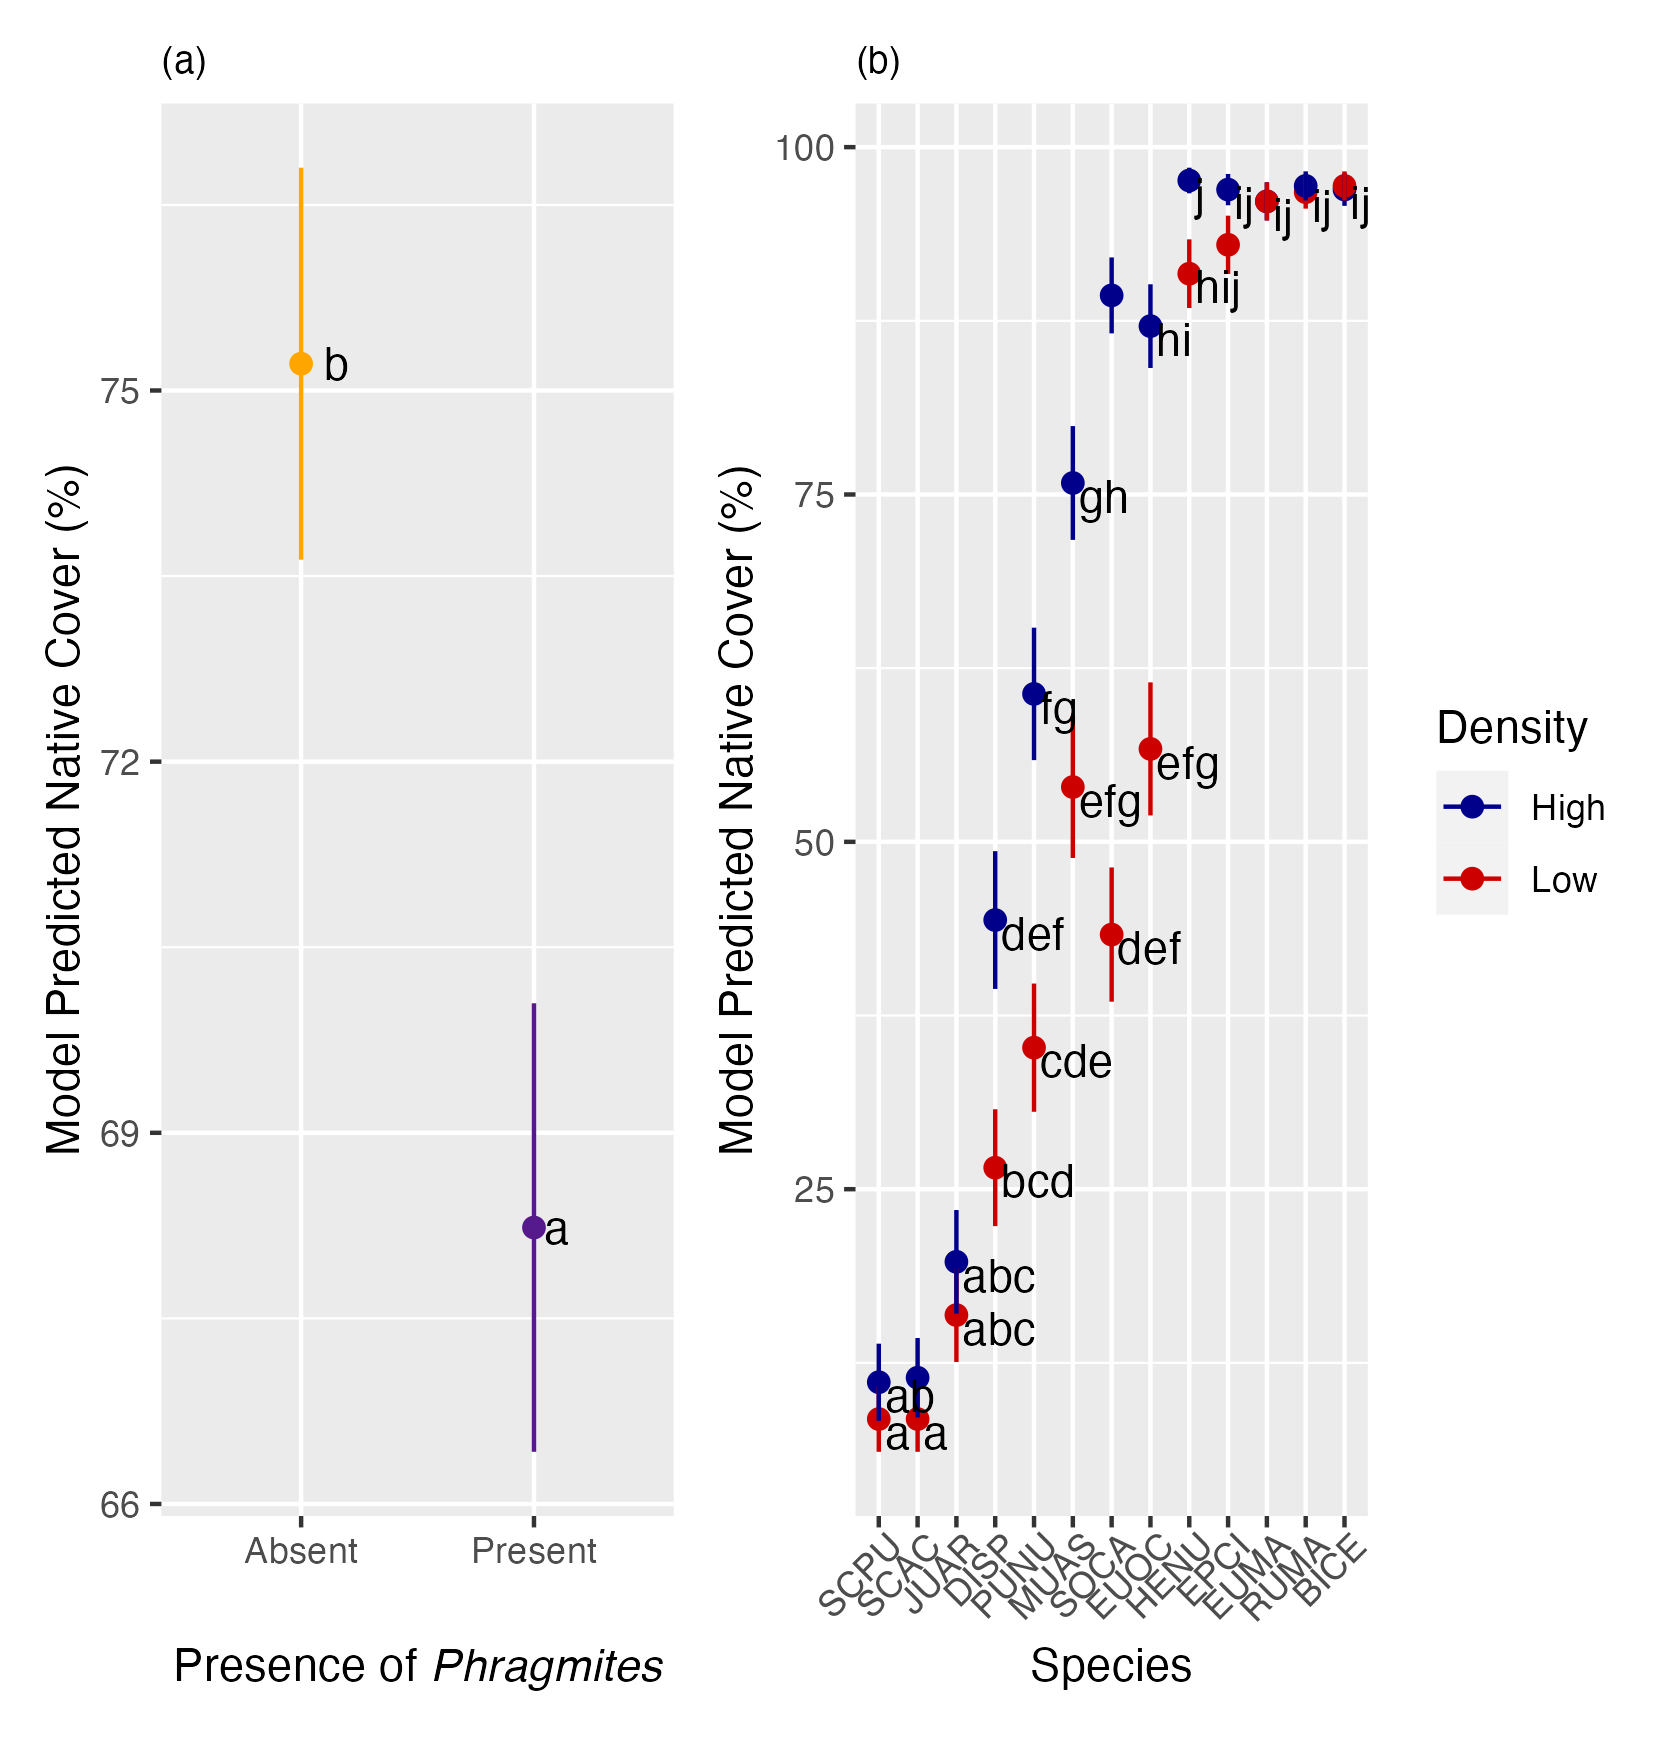 (a)
Model Predicted Native Cover (%)
75
72
69
66
b
a
Absent
Present
Presence of Phragmites
(b)
Model Predicted Native Cover (%)
100
75
50
25
j
ij
ij
ij
ij
hij
hi
gh
fg
efg
efg
def
def
cde
bcd
abc
abc
ab
a
a
SCPU
SCAC
JUAR
DISP
PUNU
MUAS
SOCA
EUOC
HENU
EPCI
EUMA
RUMA
BICE
Species
Density
High
Low